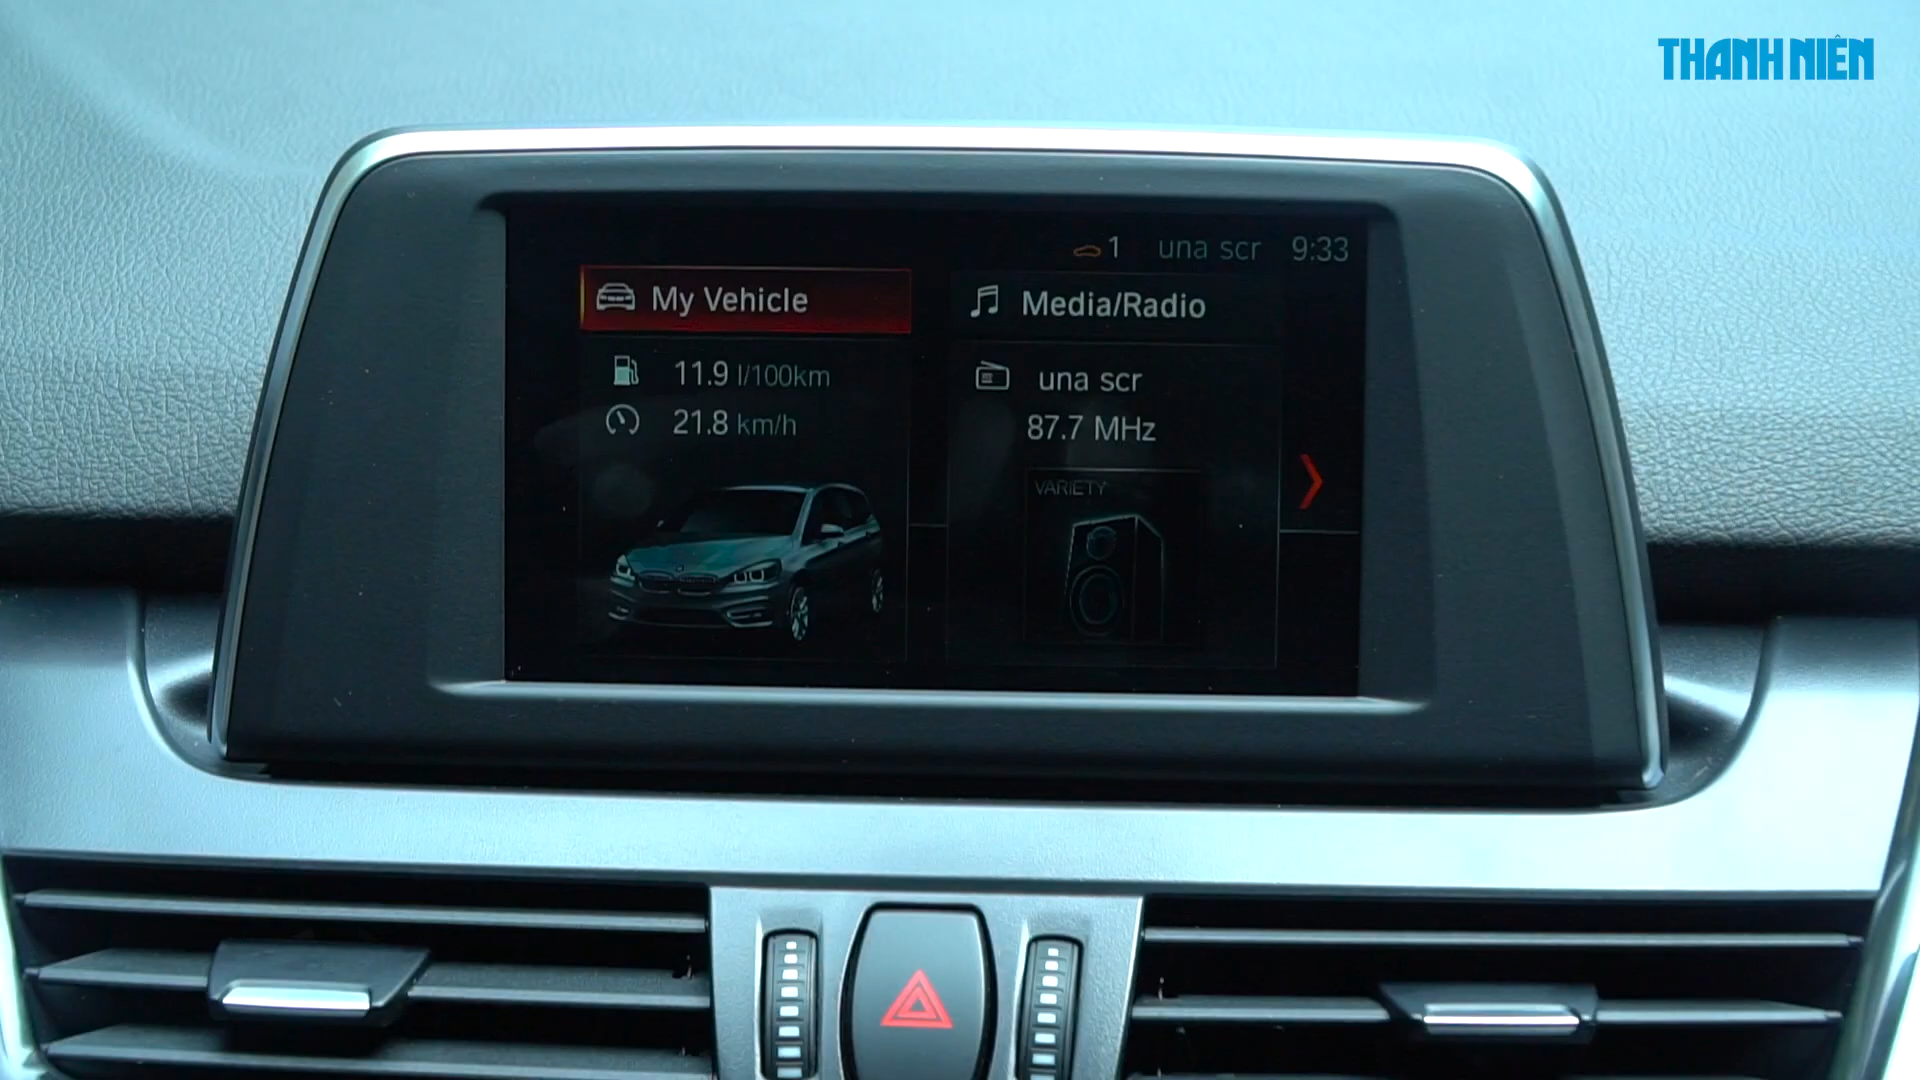 THANH NIÊN
1 una scr 9:33
My Vehicle
11.9 l/100km
21.8 km/h
Media/Radio
una scr
87.7 MHz
VARIETY